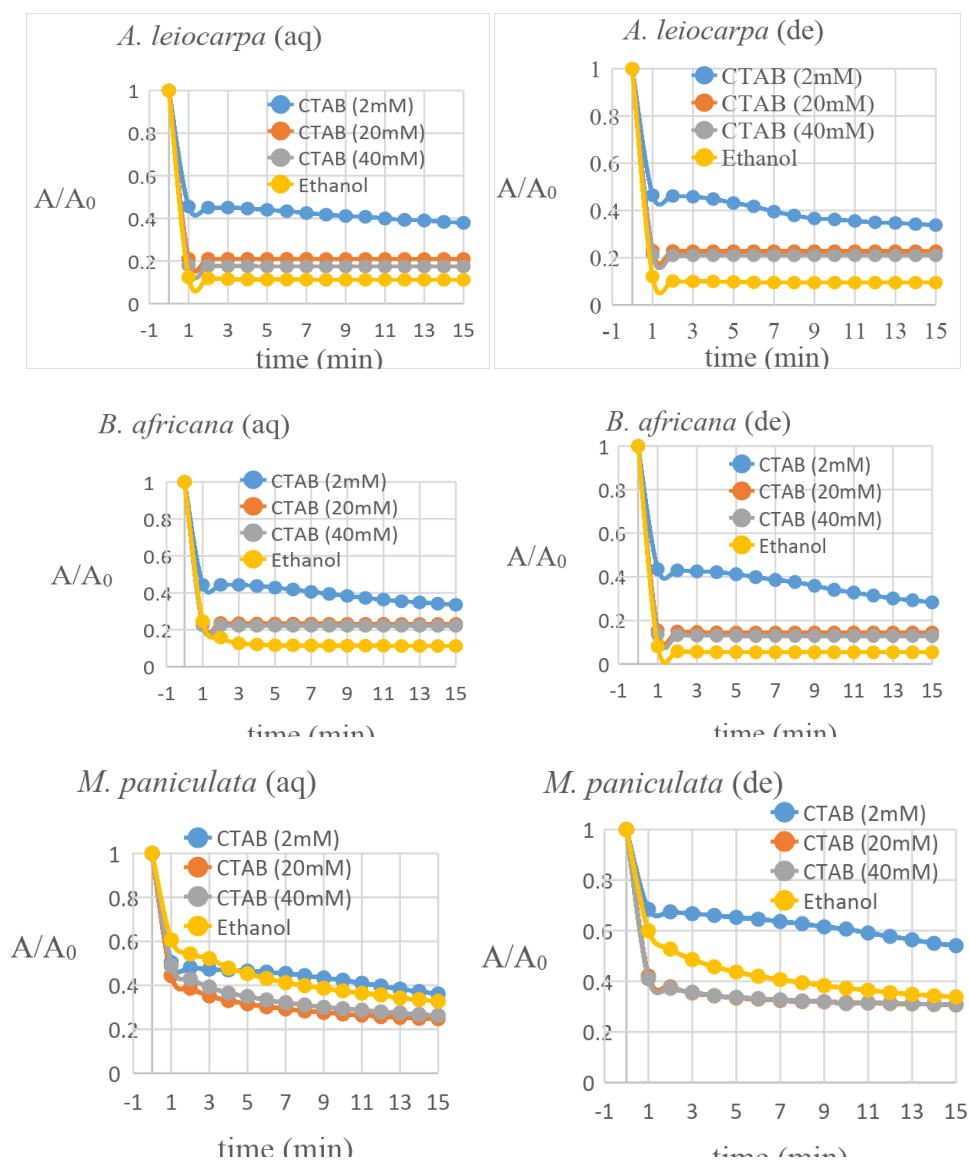 A. leiocarpa (aq)
1
0.8
0.6
0.4
0.2
0
A/A0
CTAB (2mM)
CTAB (20mM)
CTAB (40mM)
Ethanol
-1 1 3 5 7 9 11 13 15
time (min)
A. leiocarpa (de)
1
0.8
0.6
0.4
0.2
0
A/A0
CTAB (2mM)
CTAB (20mM)
CTAB (40mM)
Ethanol
-1 1 3 5 7 9 11 13 15
time (min)
B. africana (aq)
1
0.8
0.6
0.4
0.2
0
A/A0
CTAB (2mM)
CTAB (20mM)
CTAB (40mM)
Ethanol
-1 1 3 5 7 9 11 13 15
time (min)
B. africana (de)
1
0.8
0.6
0.4
0.2
0
A/A0
CTAB (2mM)
CTAB (20mM)
CTAB (40mM)
Ethanol
-1 1 3 5 7 9 11 13 15
time (min)
M. paniculata (aq)
1
0.8
0.6
0.4
0.2
0
A/A0
CTAB (2mM)
CTAB (20mM)
CTAB (40mM)
Ethanol
-1 1 3 5 7 9 11 13 15
time (min)
M. paniculata (de)
1
0.8
0.6
0.4
0.2
0
A/A0
CTAB (2mM)
CTAB (20mM)
CTAB (40mM)
Ethanol
-1 1 3 5 7 9 11 13 15
time (min)